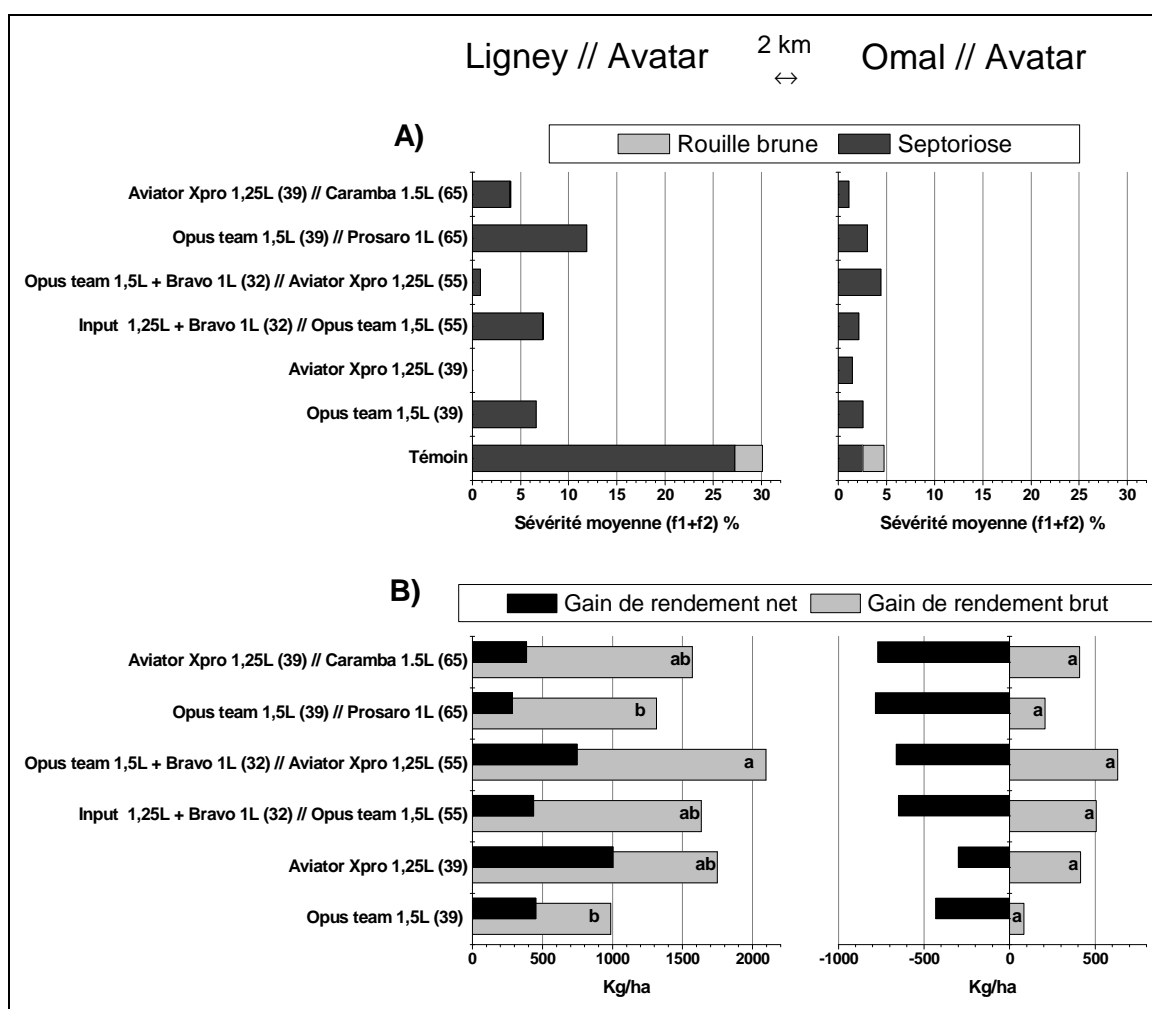 Ligney // Avatar 2 km ↔ Omal // Avatar
A)
Rouille brune Septoriose
Aviator Xpro 1,25L (39) // Caramba 1.5L (65)
Opus team 1,5L (39) // Prosaro 1L (65)
Opus team 1,5L + Bravo 1L (32) // Aviator Xpro 1,25L (55)
Input 1,25L + Bravo 1L (32) // Opus team 1,5L (55)
Aviator Xpro 1,25L (39)
Opus team 1,5L (39)
Témoin
0 5 10 15 20 25 30 0 5 10 15 20 25 30
Sévérité moyenne (f1+f2) % Sévérité moyenne (f1+f2) %
B)
Gain de rendement net Gain de rendement brut
Aviator Xpro 1,25L (39) // Caramba 1.5L (65) ab a
Opus team 1,5L (39) // Prosaro 1L (65) b a
Opus team 1,5L + Bravo 1L (32) // Aviator Xpro 1,25L (55) a a
Input 1,25L + Bravo 1L (32) // Opus team 1,5L (55) ab a
Aviator Xpro 1,25L (39) ab a
Opus team 1,5L (39) b a
0 500 1000 1500 2000 -1000 -500 0 500
Kg/ha Kg/ha